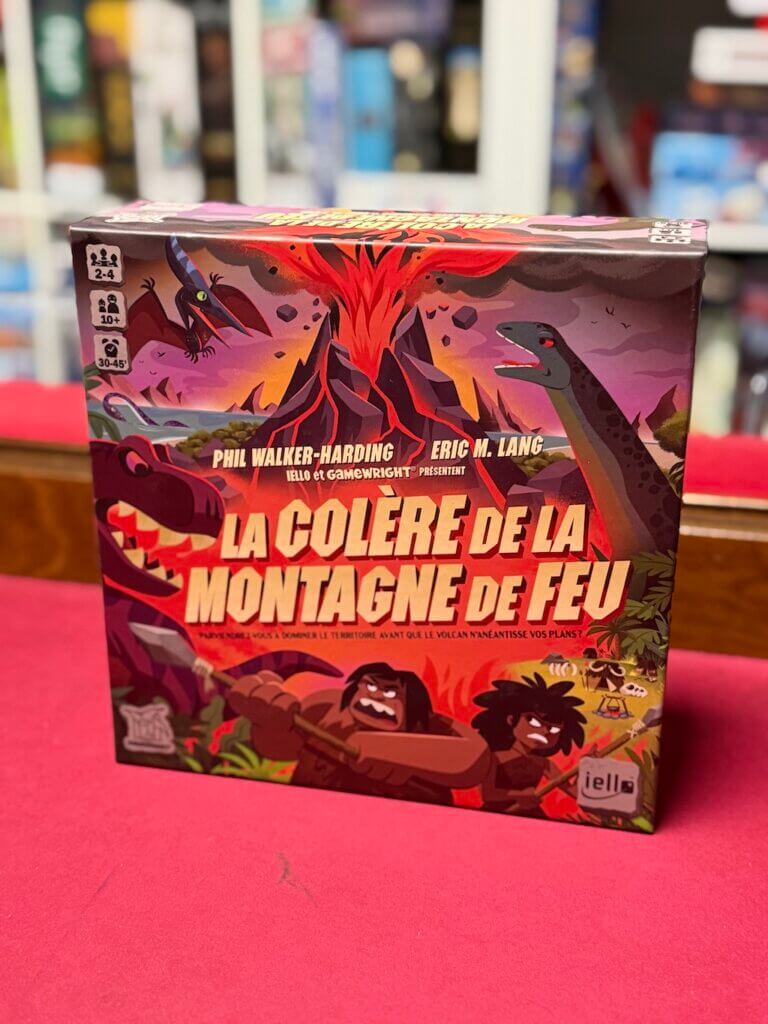 2-4
10+
30-45'
PHIL WALKER-HARDING ERIC M. LANG
IELLO ET GAMEWRIGHT® PRÉSENTENT
LA COLÈRE DE LA
MONTAGNE DE FEU
PARVIENDREZ-VOUS À DOMINER LE TERRITOIRE AVANT QUE LE VOLCAN N'ANÉANTISSE VOS PLANS ?
iello